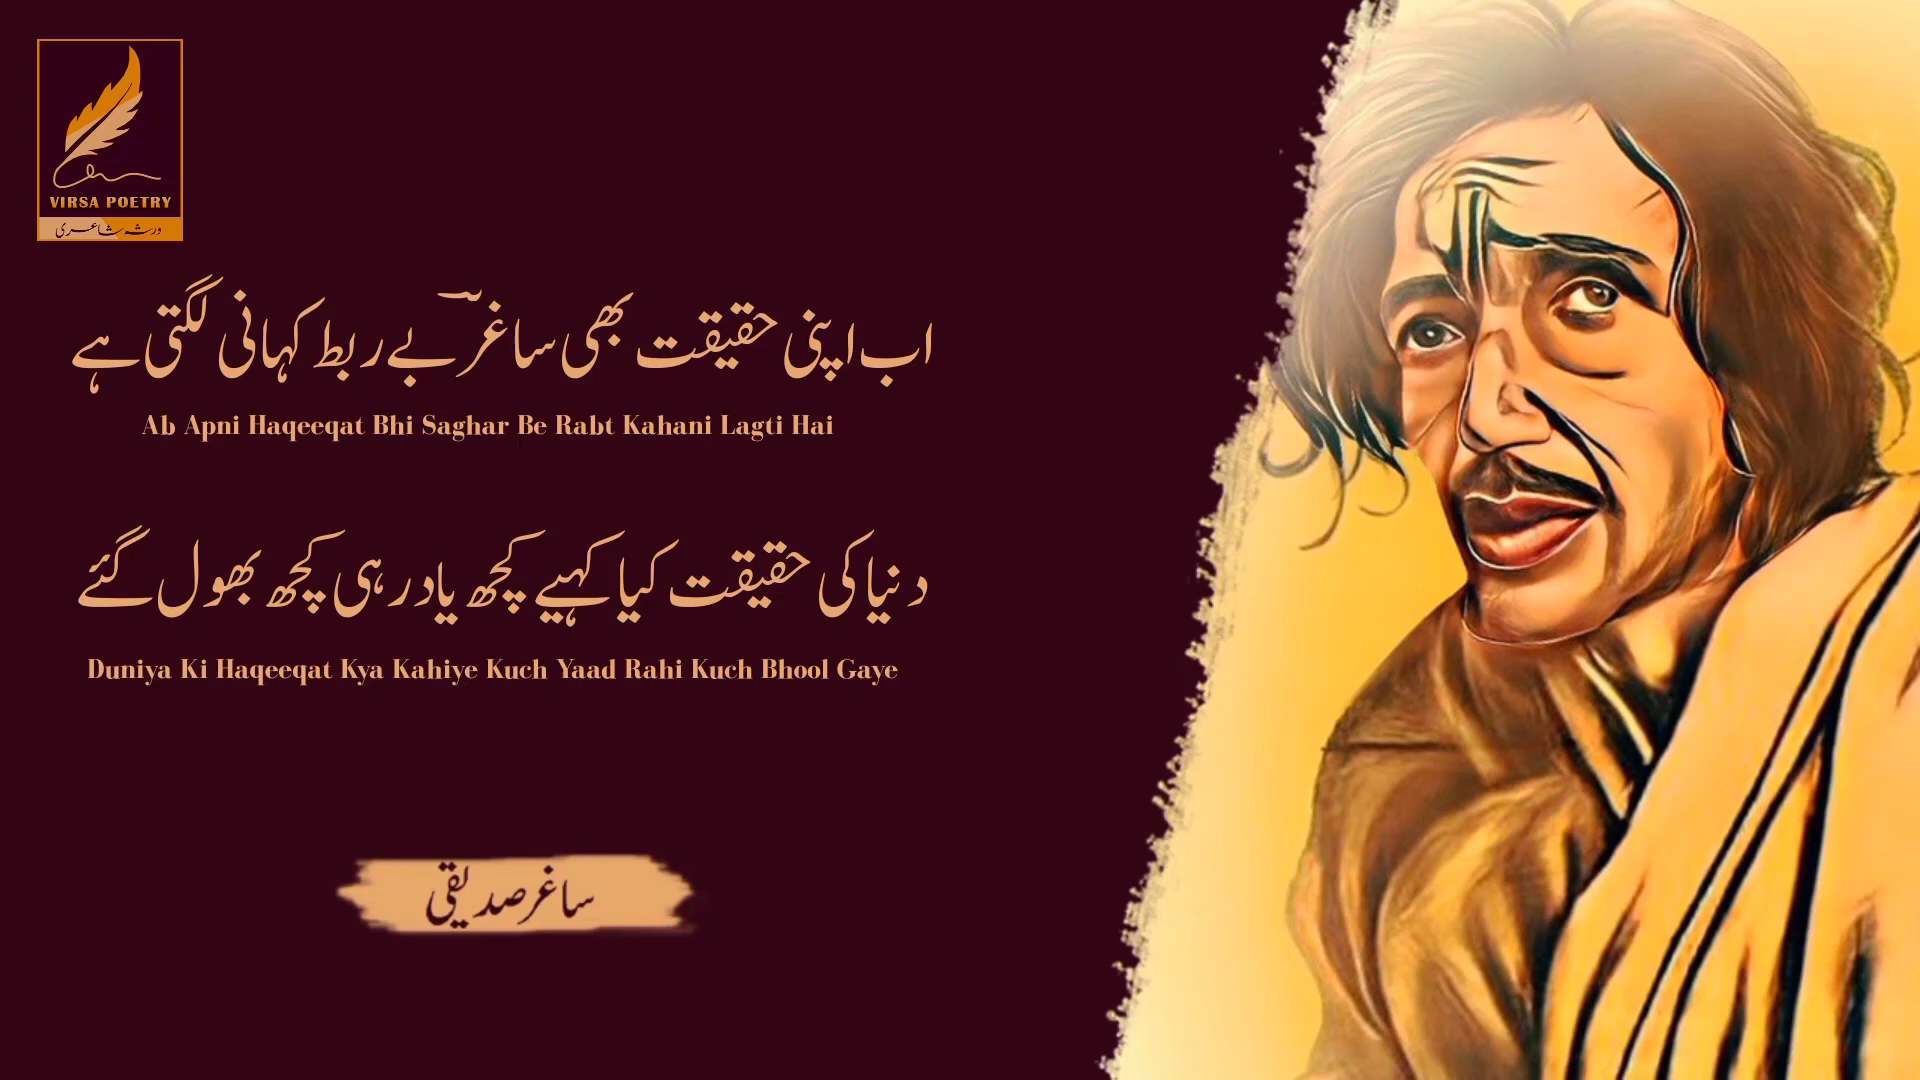 VIRSA POETRY
ورثہ شاعری
اب اپنی حقیقت بھی ساغرؔ بے ربط کہانی لگتی ہے
Ab Apni Haqeeqat Bhi Saghar Be Rabt Kahani Lagti Hai
دنیا کی حقیقت کیا کہیے کچھ یاد رہی کچھ بھول گئے
Duniya Ki Haqeeqat Kya Kahiye Kuch Yaad Rahi Kuch Bhool Gaye
ساغر صدیقی